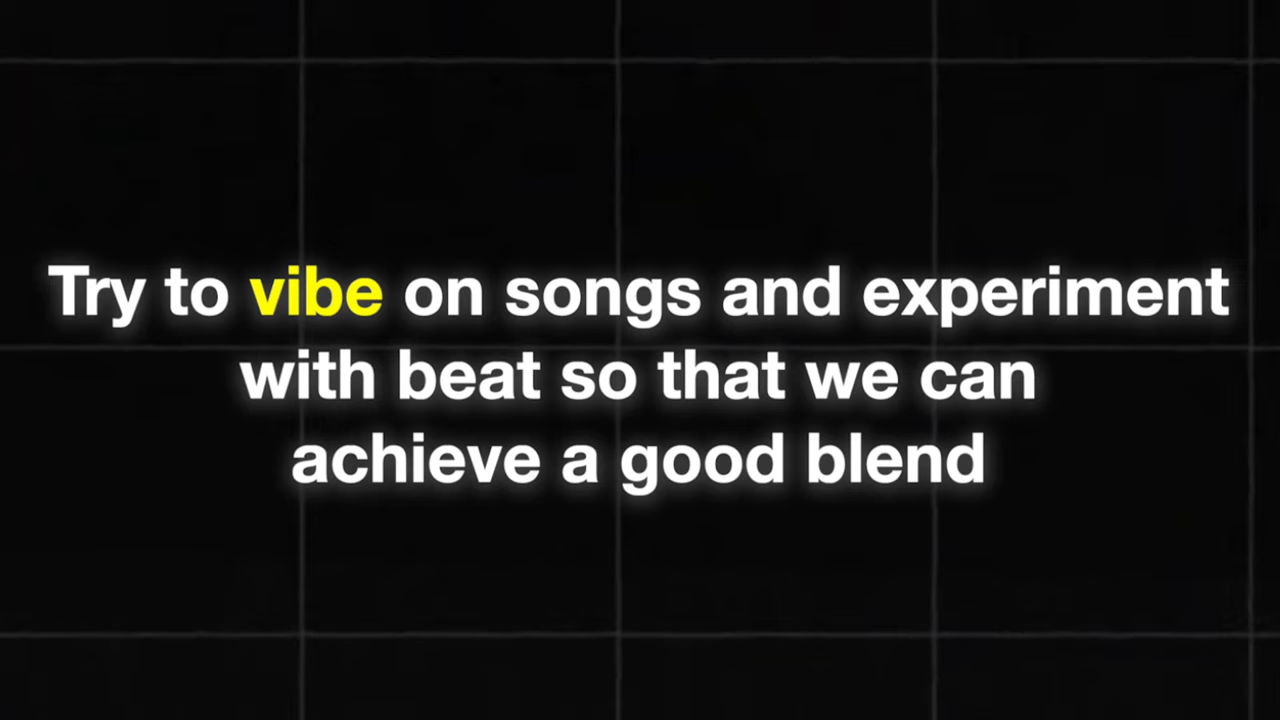 Try to vibe on songs and experiment
with beat so that we can
achieve a good blend